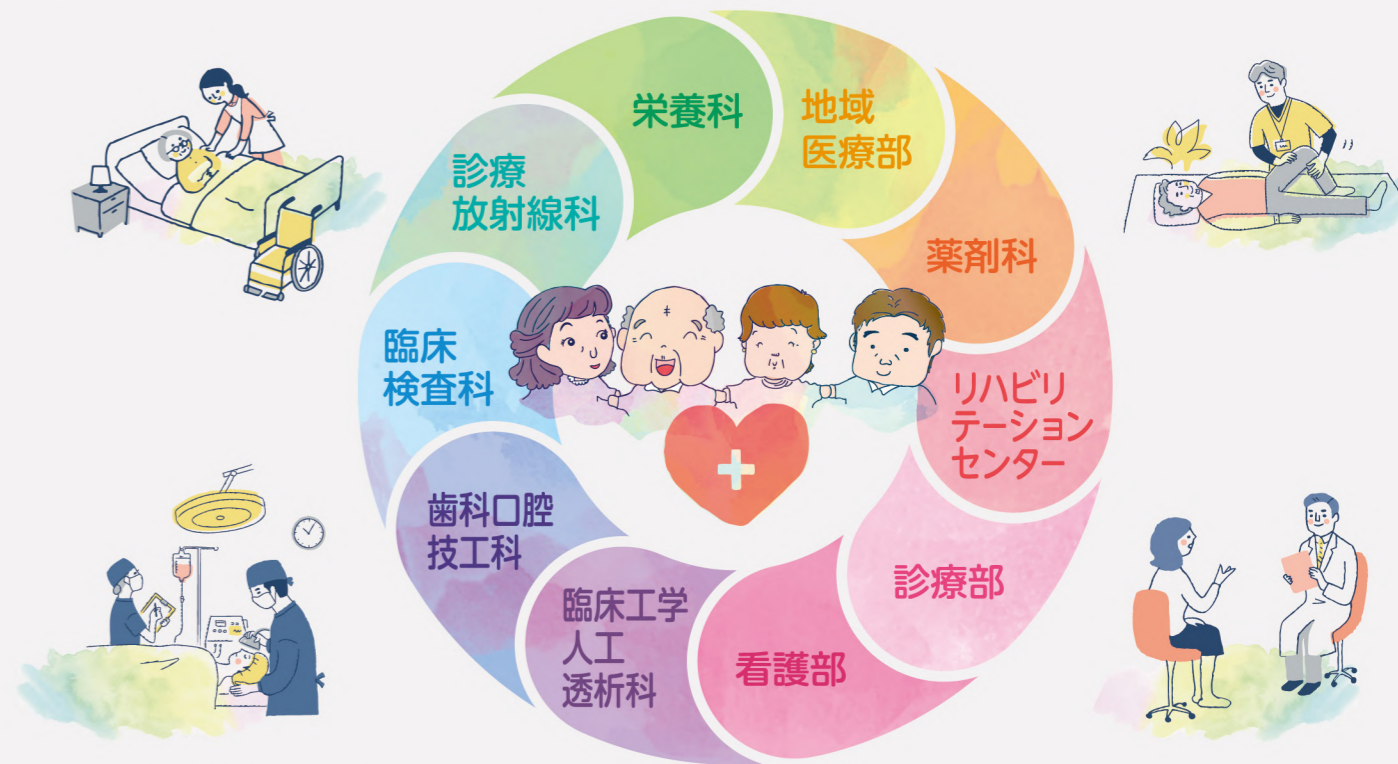 栄養科
地域
医療部
薬剤科
リハビリ
テーション
センター
診療部
看護部
臨床工学
人工
透析科
歯科口腔
技工科
臨床
検査科
診療
放射線科